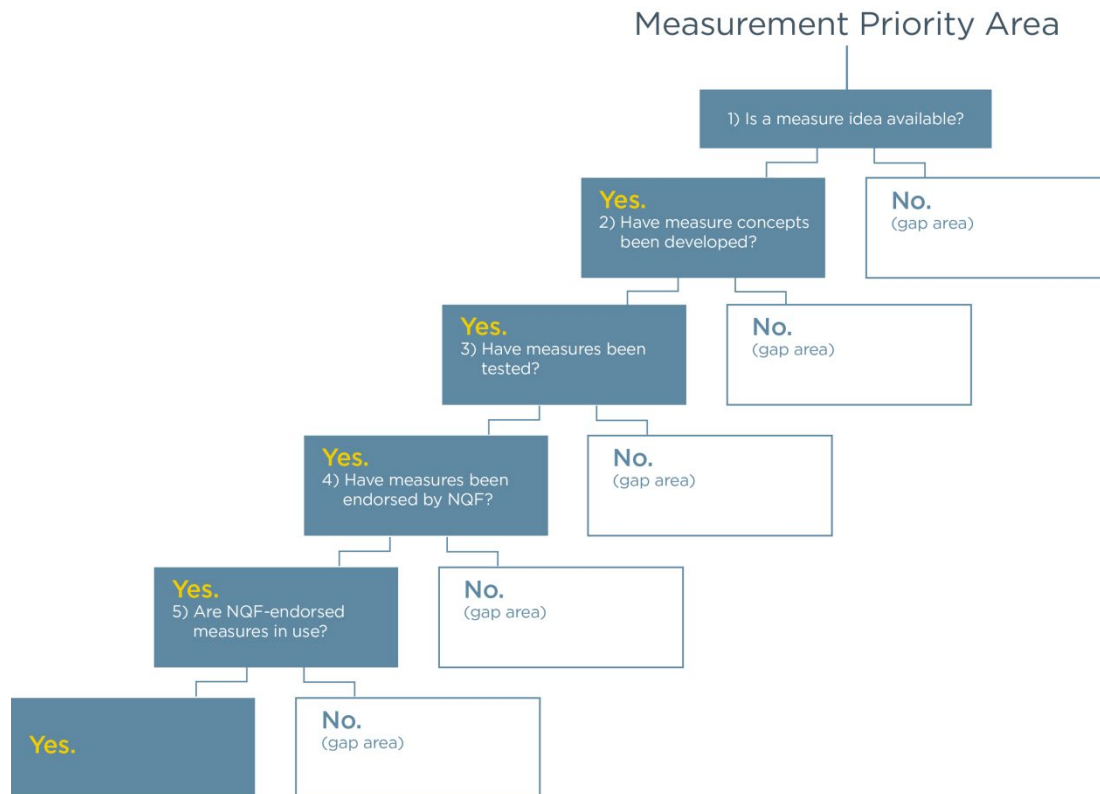 Measurement Priority Area
1) Is a measure idea available?
Yes.
2) Have measure concepts
been developed?
No.
(gap area)
Yes.
3) Have measures been
tested?
No.
(gap area)
Yes.
4) Have measures been
endorsed by NQF?
No.
(gap area)
Yes.
5) Are NQF-endorsed
measures in use?
No.
(gap area)
Yes.
No.
(gap area)